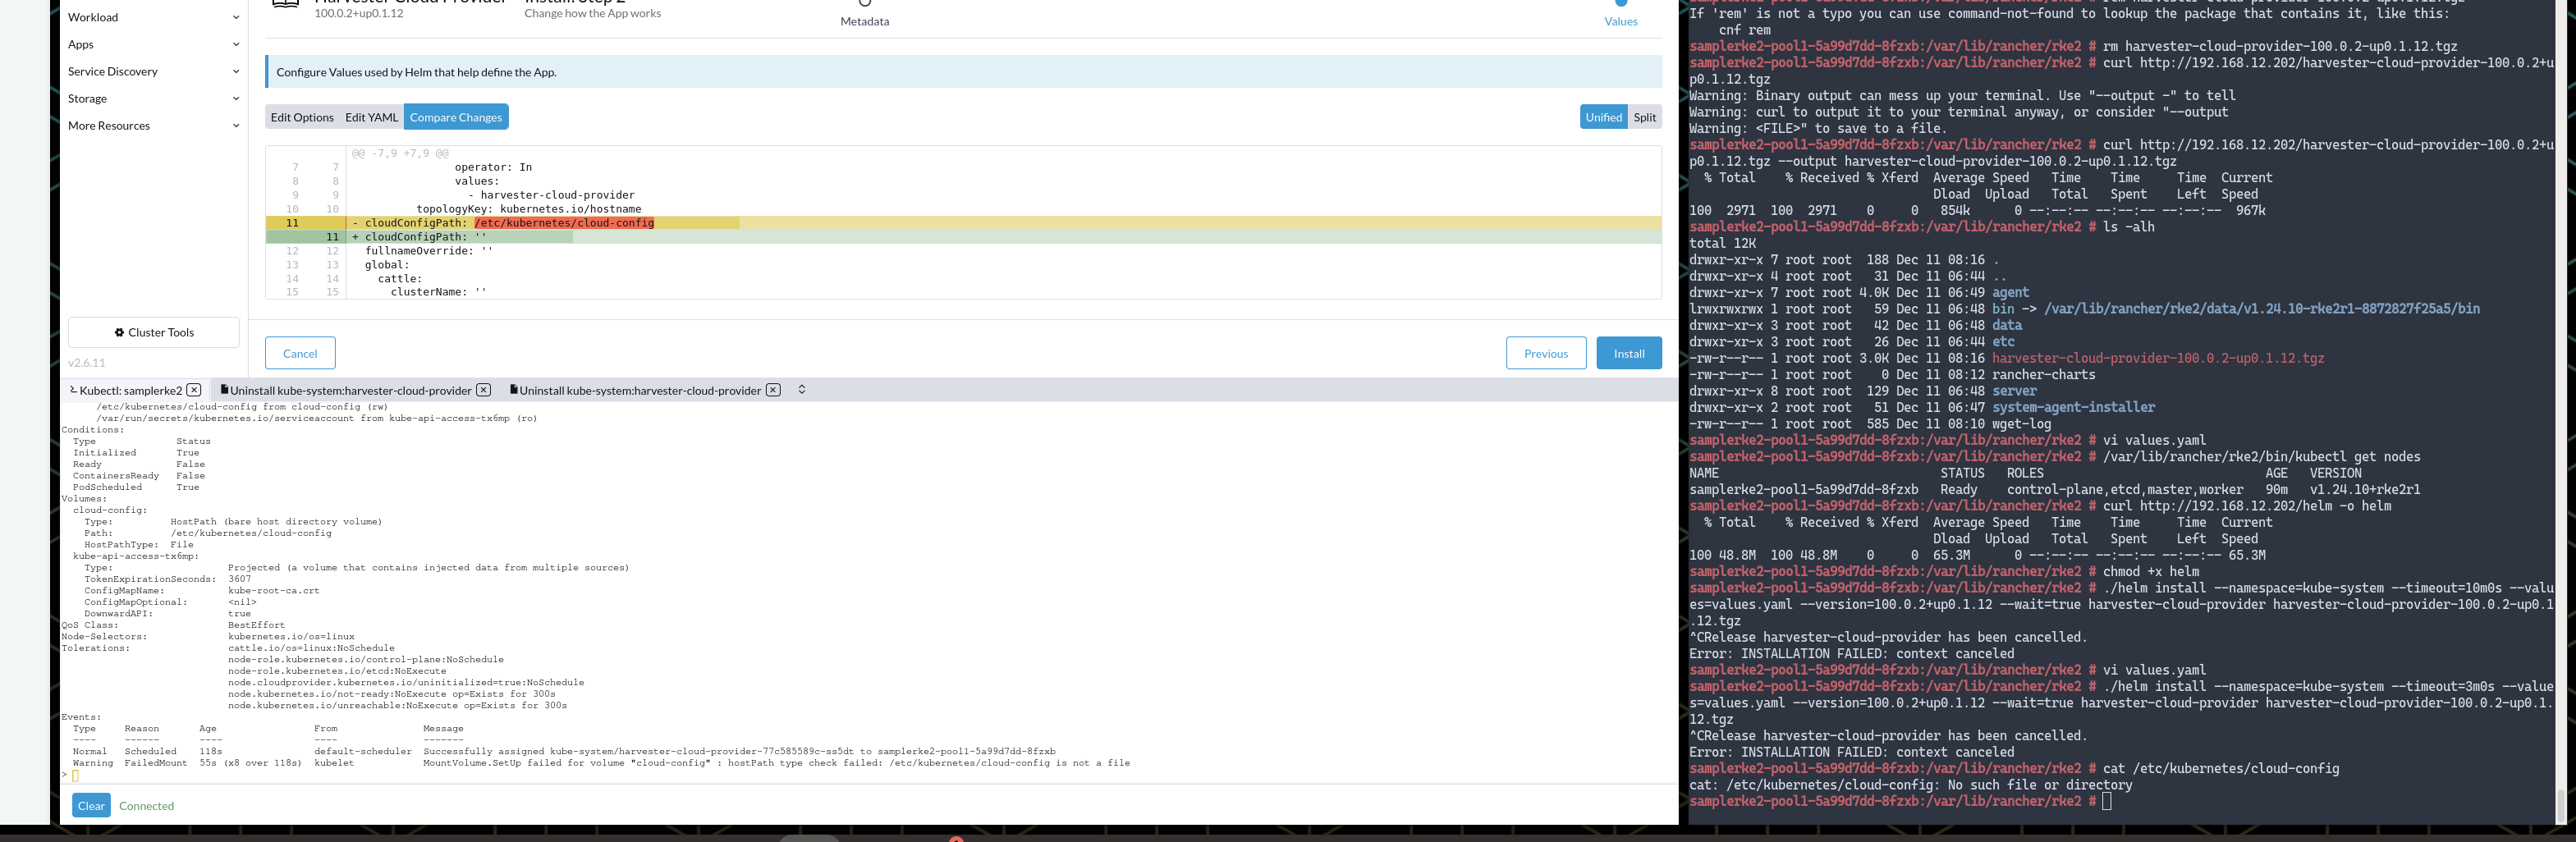 Workload
Apps
Service Discovery
Storage
More Resources
Cluster Tools
v2.6.11
100.0.2+up0.1.12
Change how the App works
Metadata
Values
Configure Values used by Helm that help define the App.
Edit Options Edit YAML Compare Changes
Unified Split
@@ -7,9 +7,9 @@
7 7 operator: In
8 8 values:
9 9 - harvester-cloud-provider
10 10 topologyKey: kubernetes.io/hostname
11 - cloudConfigPath: /etc/kubernetes/cloud-config
11 + cloudConfigPath: ''
12 12 fullnameOverride: ''
13 13 global:
14 14 cattle:
15 15 clusterName: ''
Cancel
Previous
Install
Kubectl: samplerke2 Uninstall kube-system:harvester-cloud-provider Uninstall kube-system:harvester-cloud-provider
/etc/kubernetes/cloud-config from cloud-config (rw)
/var/run/secrets/kubernetes.io/serviceaccount from kube-api-access-tx6mp (ro)
Conditions:
Type Status
Initialized True
Ready False
ContainersReady False
PodScheduled True
Volumes:
cloud-config:
Type: HostPath (bare host directory volume)
Path: /etc/kubernetes/cloud-config
HostPathType: File
kube-api-access-tx6mp:
Type: Projected (a volume that contains injected data from multiple sources)
TokenExpirationSeconds: 3607
ConfigMapName: kube-root-ca.crt
ConfigMapOptional: <nil>
DownwardAPI: true
QoS Class: BestEffort
Node-Selectors: kubernetes.io/os=linux
Tolerations: cattle.io/os=linux:NoSchedule
node-role.kubernetes.io/control-plane:NoSchedule
node-role.kubernetes.io/etcd:NoExecute
node.cloudprovider.kubernetes.io/uninitialized=true:NoSchedule
node.kubernetes.io/not-ready:NoExecute op=Exists for 300s
node.kubernetes.io/unreachable:NoExecute op=Exists for 300s
Events:
Type Reason Age From Message
---- ------ ---- ---- -------
Normal Scheduled 118s default-scheduler Successfully assigned kube-system/harvester-cloud-provider-77c585589c-ss5dt to samplerke2-pool1-5a99d7dd-8fzxb
Warning FailedMount 55s (x8 over 118s) kubelet MountVolume.SetUp failed for volume "cloud-config" : hostPath type check failed: /etc/kubernetes/cloud-config is not a file
>
Clear Connected
If 'rem' is not a typo you can use command-not-found to lookup the package that contains it, like this:
cnf rem
samplerke2-pool1-5a99d7dd-8fzxb:/var/lib/rancher/rke2 # rm harvester-cloud-provider-100.0.2-up0.1.12.tgz
samplerke2-pool1-5a99d7dd-8fzxb:/var/lib/rancher/rke2 # curl http://192.168.12.202/harvester-cloud-provider-100.0.2+u
p0.1.12.tgz
Warning: Binary output can mess up your terminal. Use "--output -" to tell
Warning: curl to output it to your terminal anyway, or consider "--output
Warning: <FILE>" to save to a file.
samplerke2-pool1-5a99d7dd-8fzxb:/var/lib/rancher/rke2 # curl http://192.168.12.202/harvester-cloud-provider-100.0.2+u
p0.1.12.tgz --output harvester-cloud-provider-100.0.2-up0.1.12.tgz
% Total % Received % Xferd Average Speed Time Time Time Current
Dload Upload Total Spent Left Speed
100 2971 100 2971 0 0 854k 0 --:--:-- --:--:-- --:--:-- 967k
samplerke2-pool1-5a99d7dd-8fzxb:/var/lib/rancher/rke2 # ls -alh
total 12K
drwxr-xr-x 7 root root 188 Dec 11 08:16 .
drwxr-xr-x 4 root root 31 Dec 11 06:44 ..
drwxr-xr-x 7 root root 4.0K Dec 11 06:49 agent
lrwxrwxrwx 1 root root 59 Dec 11 06:48 bin -> /var/lib/rancher/rke2/data/v1.24.10-rke2r1-8872827f25a5/bin
drwxr-xr-x 3 root root 42 Dec 11 06:48 data
drwxr-xr-x 3 root root 26 Dec 11 06:44 etc
-rw-r--r-- 1 root root 3.0K Dec 11 08:16 harvester-cloud-provider-100.0.2-up0.1.12.tgz
-rw-r--r-- 1 root root 0 Dec 11 08:12 rancher-charts
drwxr-xr-x 8 root root 129 Dec 11 06:48 server
drwxr-xr-x 2 root root 51 Dec 11 06:47 system-agent-installer
-rw-r--r-- 1 root root 585 Dec 11 08:10 wget-log
samplerke2-pool1-5a99d7dd-8fzxb:/var/lib/rancher/rke2 # vi values.yaml
samplerke2-pool1-5a99d7dd-8fzxb:/var/lib/rancher/rke2 # /var/lib/rancher/rke2/bin/kubectl get nodes
NAME STATUS ROLES AGE VERSION
samplerke2-pool1-5a99d7dd-8fzxb Ready control-plane,etcd,master,worker 90m v1.24.10+rke2r1
samplerke2-pool1-5a99d7dd-8fzxb:/var/lib/rancher/rke2 # curl http://192.168.12.202/helm -o helm
% Total % Received % Xferd Average Speed Time Time Time Current
Dload Upload Total Spent Left Speed
100 48.8M 100 48.8M 0 0 65.3M 0 --:--:-- --:--:-- --:--:-- 65.3M
samplerke2-pool1-5a99d7dd-8fzxb:/var/lib/rancher/rke2 # chmod +x helm
samplerke2-pool1-5a99d7dd-8fzxb:/var/lib/rancher/rke2 # ./helm install --namespace=kube-system --timeout=10m0s --valu
es=values.yaml --version=100.0.2+up0.1.12 --wait=true harvester-cloud-provider harvester-cloud-provider-100.0.2-up0.1
.12.tgz
^CRelease harvester-cloud-provider has been cancelled.
Error: INSTALLATION FAILED: context canceled
samplerke2-pool1-5a99d7dd-8fzxb:/var/lib/rancher/rke2 # vi values.yaml
samplerke2-pool1-5a99d7dd-8fzxb:/var/lib/rancher/rke2 # ./helm install --namespace=kube-system --timeout=3m0s --value
s=values.yaml --version=100.0.2+up0.1.12 --wait=true harvester-cloud-provider harvester-cloud-provider-100.0.2-up0.1.
12.tgz
^CRelease harvester-cloud-provider has been cancelled.
Error: INSTALLATION FAILED: context canceled
samplerke2-pool1-5a99d7dd-8fzxb:/var/lib/rancher/rke2 # cat /etc/kubernetes/cloud-config
cat: /etc/kubernetes/cloud-config: No such file or directory
samplerke2-pool1-5a99d7dd-8fzxb:/var/lib/rancher/rke2 #